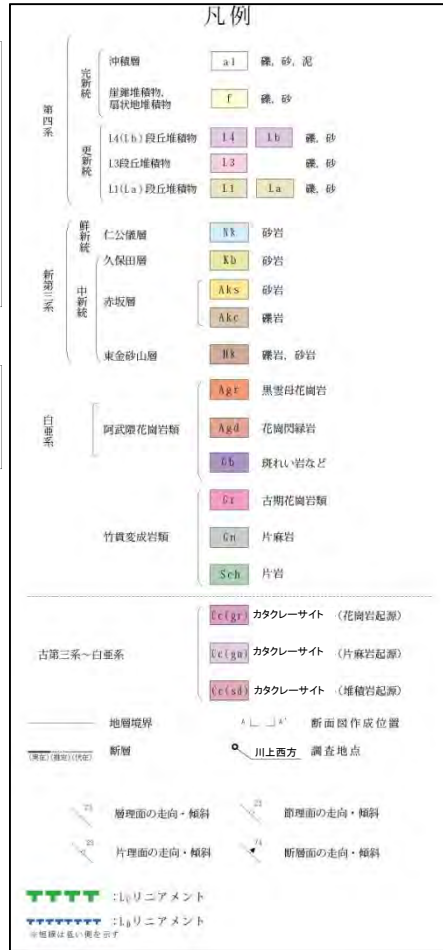 凡例
第四系
完新統
沖積層 al 礫, 砂, 泥
崖錐堆積物, 扇状地堆積物 f 礫, 砂
更新統
L4(Lb)段丘堆積物 L4 Lb 礫, 砂
L3段丘堆積物 L3 礫, 砂
L1(La)段丘堆積物 L1 La 礫, 砂
新第三系
鮮新統
仁公儀層 Nk 砂岩
中新統
久保田層 Kb 砂岩
赤坂層 Aks 砂岩
Akc 礫岩
東金砂山層 Hk 礫岩, 砂岩
白亜系
阿武隈花崗岩類 Agr 黒雲母花崗岩
Agd 花崗閃緑岩
Gb 斑れい岩など
竹貫変成岩類 Gr 古期花崗岩類
Gn 片麻岩
Sch 片岩
古第三系~白亜系
Cc(gr) カタクレーサイト (花崗岩起源)
Cc(gn) カタクレーサイト (片麻岩起源)
Cc(sd) カタクレーサイト (堆積岩起源)
地層境界 A A' 断面図作成位置
断層 川上西方 調査地点
(実在)(推定)(伏在)
層理面の走向・傾斜 節理面の走向・傾斜
片理面の走向・傾斜 74 断層面の走向・傾斜
:LCリニアメント
:LDリニアメント
※短線は低い側を示す